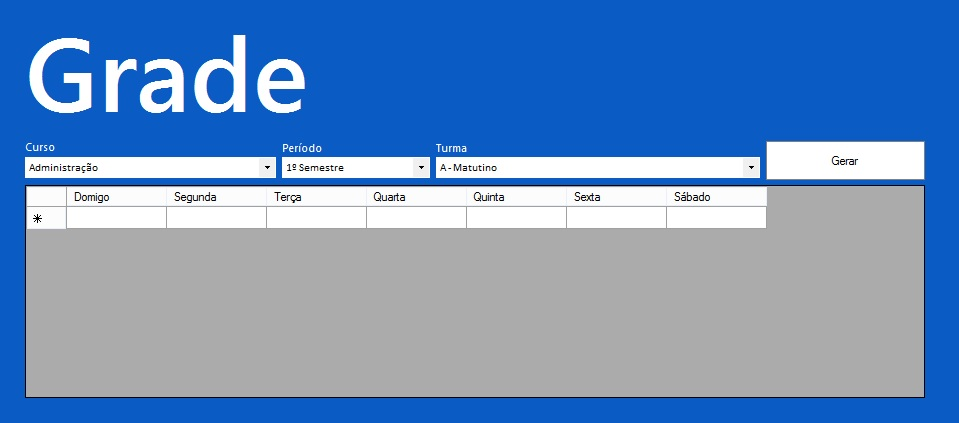 Grade
Curso Período Turma
Administração 1º Semestre A - Matutino Gerar
Domigo Segunda Terça Quarta Quinta Sexta Sábado